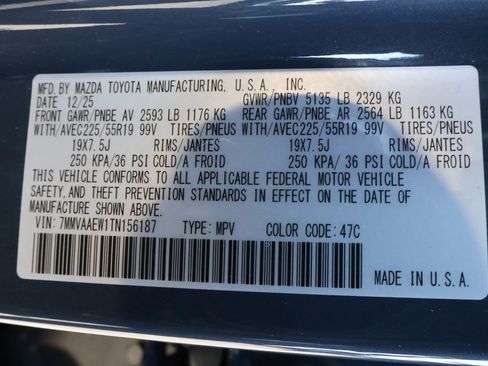 MFD. BY MAZDA TOYOTA MANUFACTURING, U.S.A., INC.
DATE 12/25 GVWR/PNBV 5135 LB 2329 KG
FRONT GAWR/PNBE AV 2593 LB 1176 KG REAR GAWR/PNBE AR 2564 LB 1163 KG
WITH/AVEC225/55R19 99V TIRES/PNEUS WITH/AVEC225/55R19 99V TIRES/PNEUS
19X7.5J RIMS/JANTES 19X7.5J RIMS/JANTES
250 KPA/36 PSI COLD/A FROID 250 KPA/36 PSI COLD/A FROID
THIS VEHICLE CONFORMS TO ALL APPLICABLE FEDERAL MOTOR VEHICLE
SAFETY, AND THEFT PREVENTION STANDARDS IN EFFECT ON THE DATE OF
MANUFACTURE SHOWN ABOVE.
VIN: 7MMVAAEW1TN156187 TYPE: MPV COLOR CODE: 47C
MADE IN U.S.A.